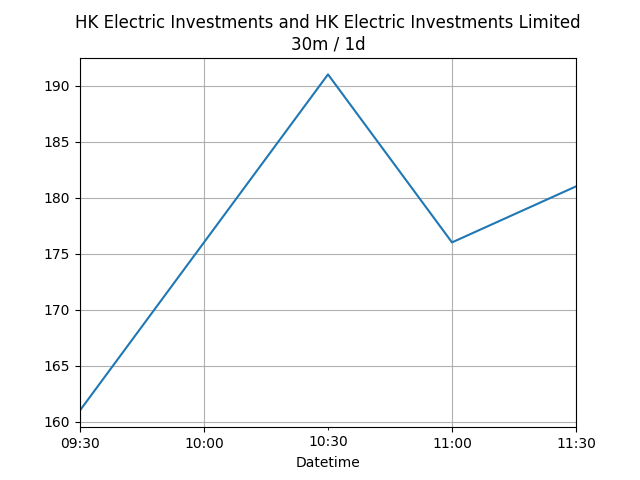 HK Electric Investments and HK Electric Investments Limited
30m / 1d
190
185
180
175
170
165
160
09:30 10:00 10:30 11:00 11:30
Datetime